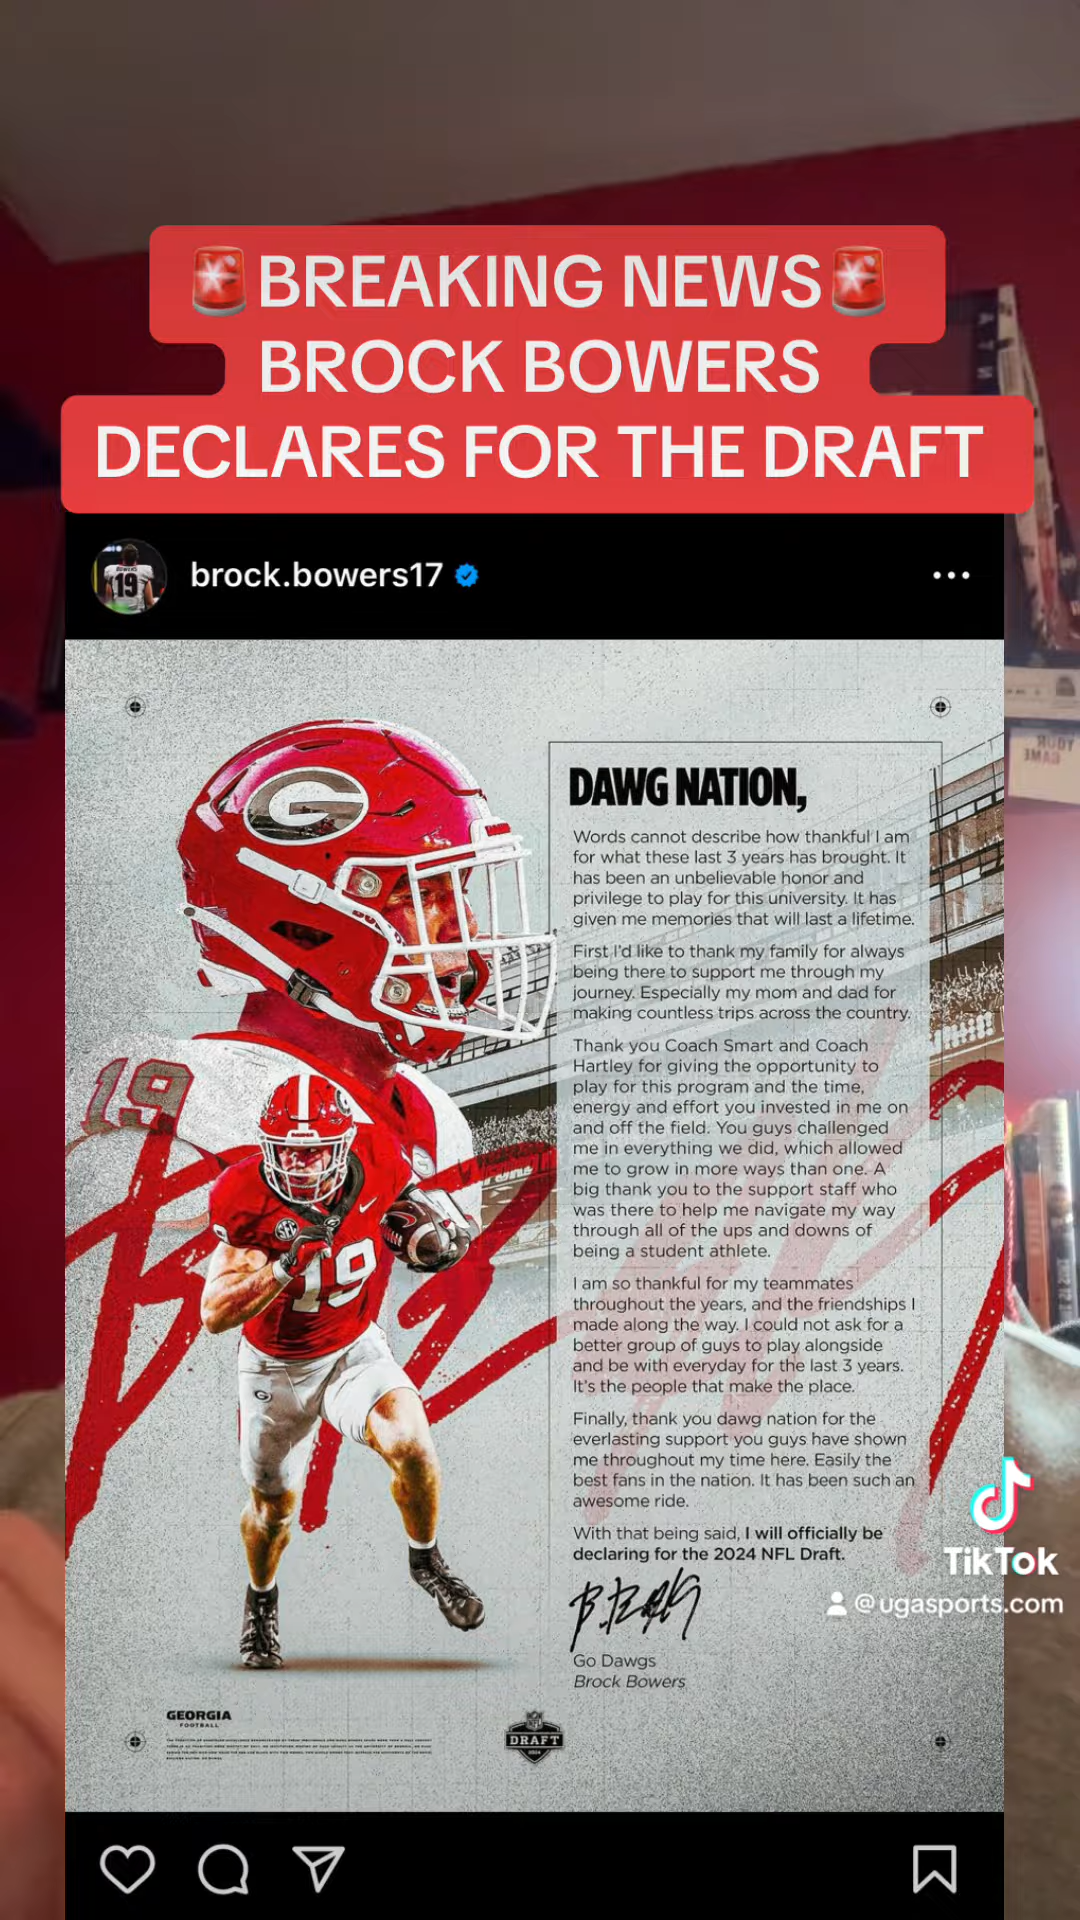 🚨BREAKING NEWS🚨
BROCK BOWERS
DECLARES FOR THE DRAFT
BOWERS
19
brock.bowers17
G
DAWG NATION,
Words cannot describe how thankful I am
for what these last 3 years has brought. It
has been an unbelievable honor and
privilege to play for this university. It has
given me memories that will last a lifetime.
First I'd like to thank my family for always
being there to support me through my
journey. Especially my mom and dad for
making countless trips across the country.
Thank you Coach Smart and Coach
Hartley for giving the opportunity to
play for this program and the time,
energy and effort you invested in me on
and off the field. You guys challenged
me in everything we did, which allowed
me to grow in more ways than one. A
big thank you to the support staff who
was there to help me navigate my way
through all of the ups and downs of
being a student athlete.
I am so thankful for my teammates
throughout the years, and the friendships I
made along the way. I could not ask for a
better group of guys to play alongside
and be with everyday for the last 3 years.
It's the people that make the place.
Finally, thank you dawg nation for the
everlasting support you guys have shown
me throughout my time here. Easily the
best fans in the nation. It has been such an
awesome ride.
With that being said, I will officially be
declaring for the 2024 NFL Draft.
Go Dawgs
Brock Bowers
19
SEC
19
G
YOUR
GAME
TikTok
@ugasports.com
GEORGIA
FOOTBALL
NFL
DRAFT
2024